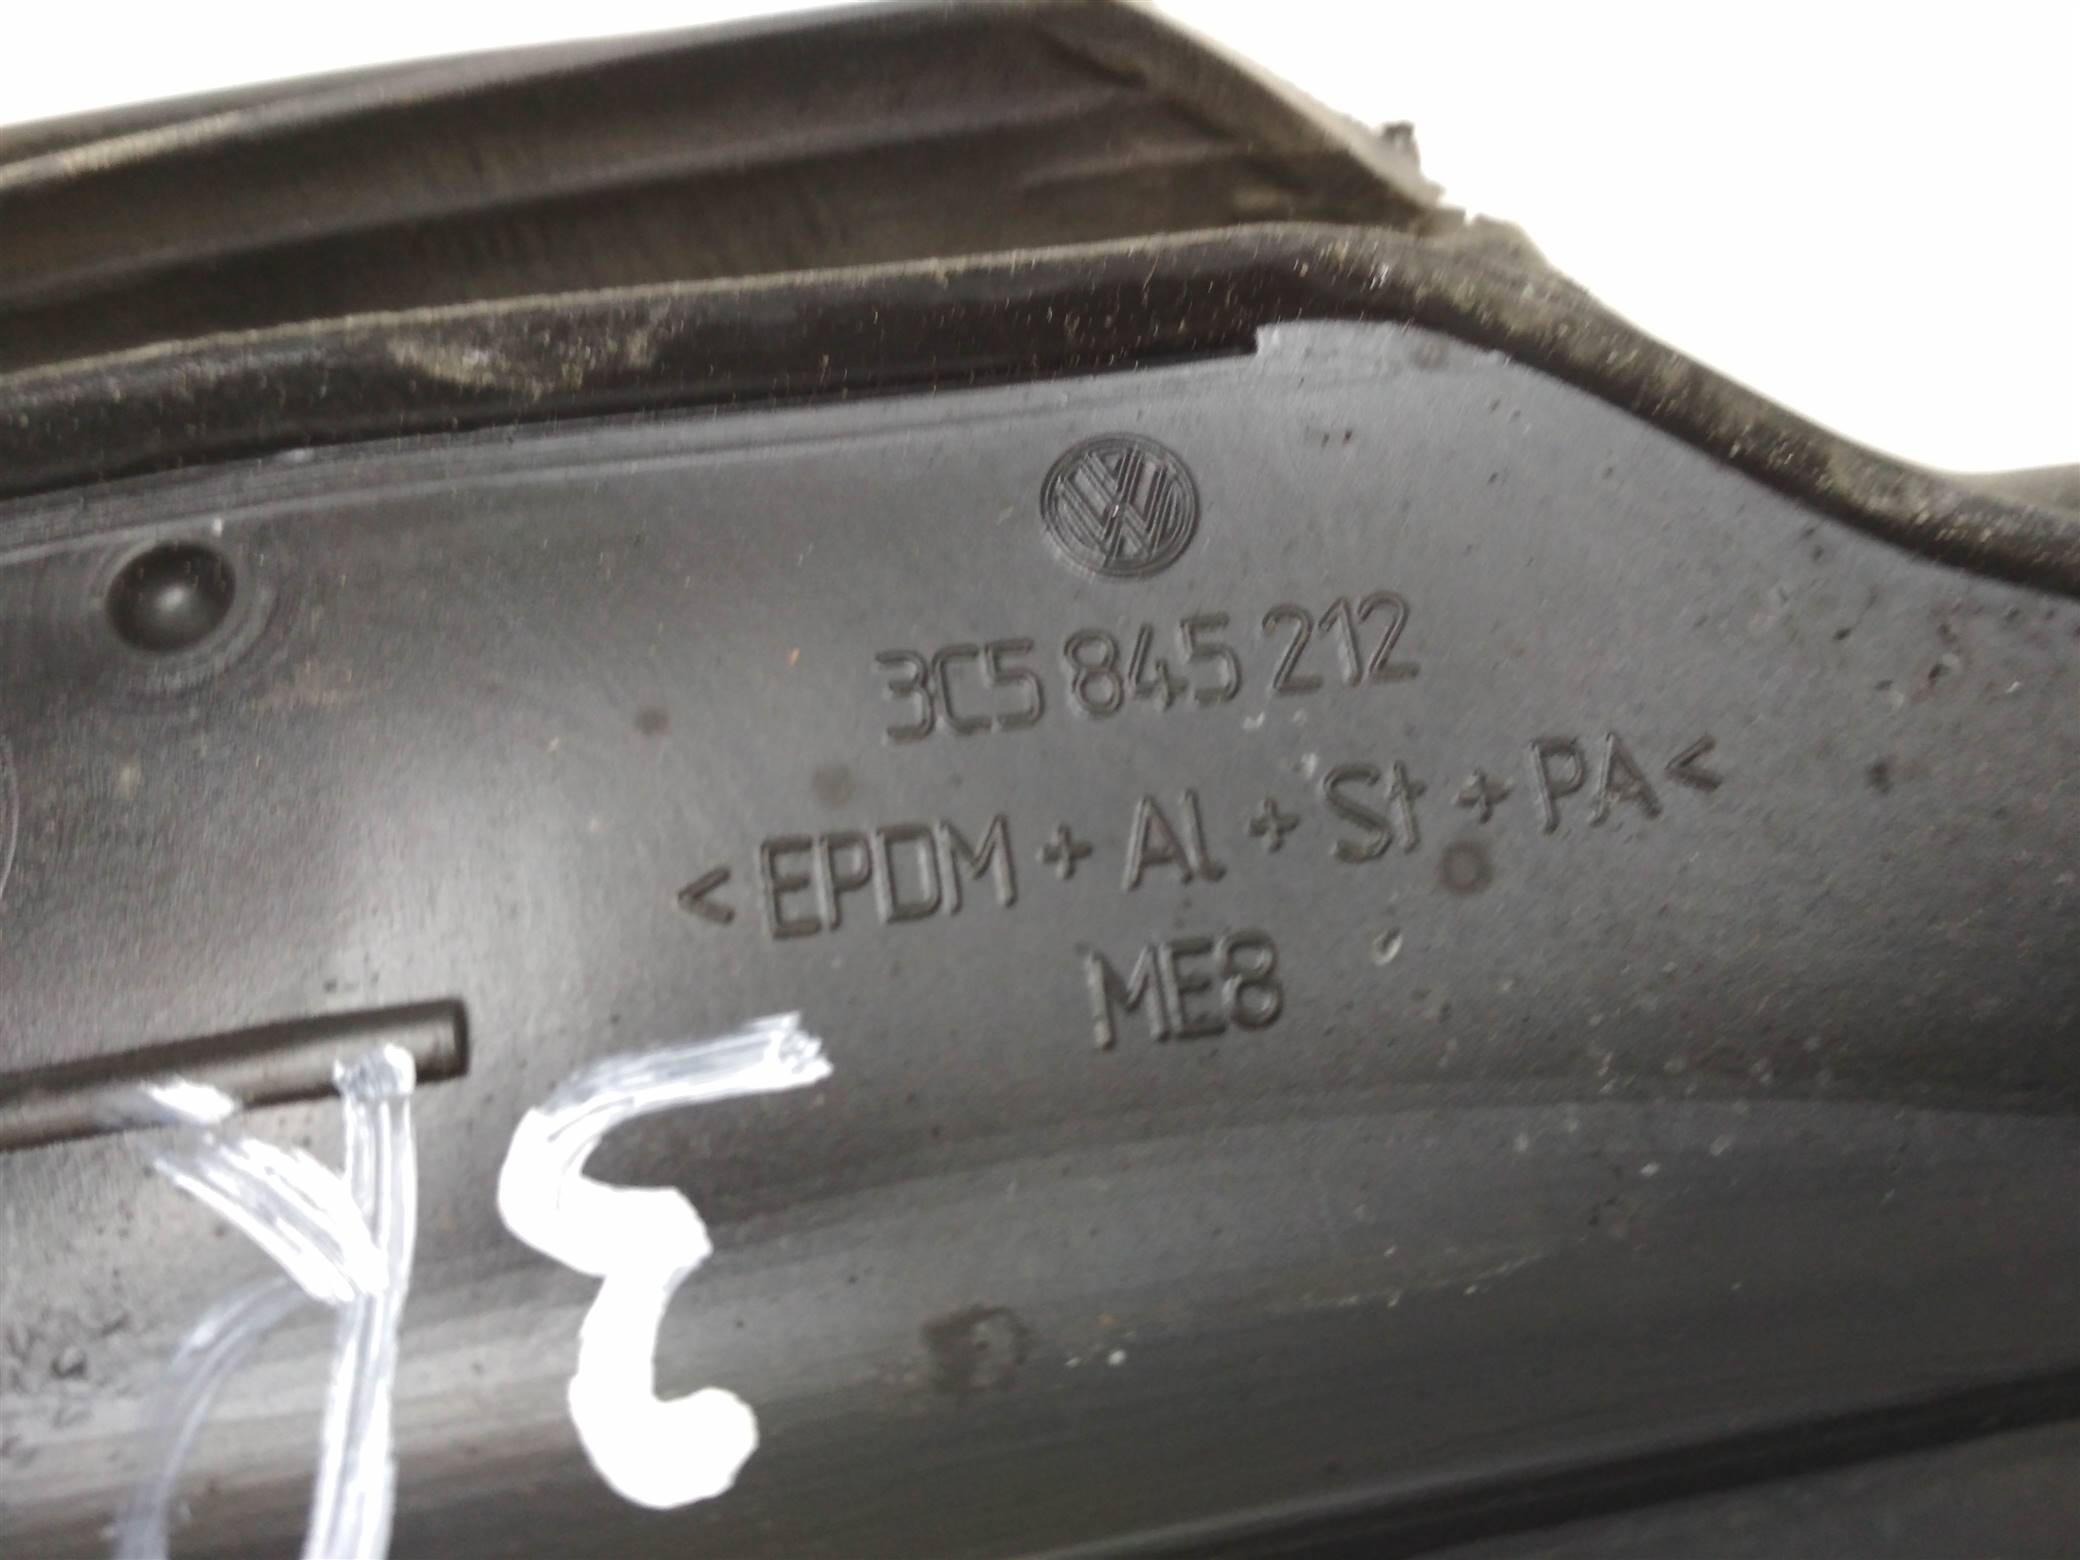 3C5 845 212
<EPDM + Al + St + PA<
ME8